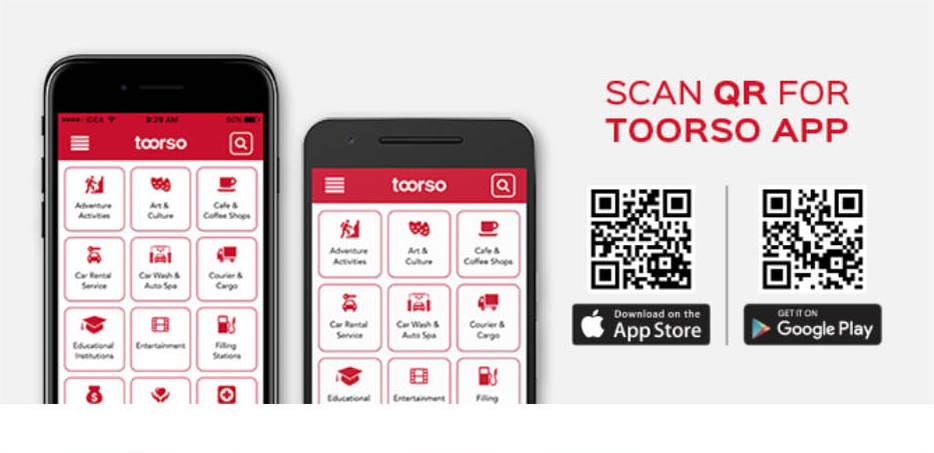 IDEA
9:29 AM
50%
toorso
Adventure
Activities
Art &
Culture
Cafe &
Coffee Shops
Car Rental
Service
Car Wash &
Auto Spa
Courier &
Cargo
Educational
Institutions
Entertainment
Filling
Stations
toorso
Adventure
Activities
Art &
Culture
Cafe &
Coffee Shops
Car Rental
Service
Car Wash &
Auto Spa
Courier &
Cargo
Educational
Entertainment
Filling
SCAN QR FOR
TOORSO APP
Download on the
App Store
GET IT ON
Google Play